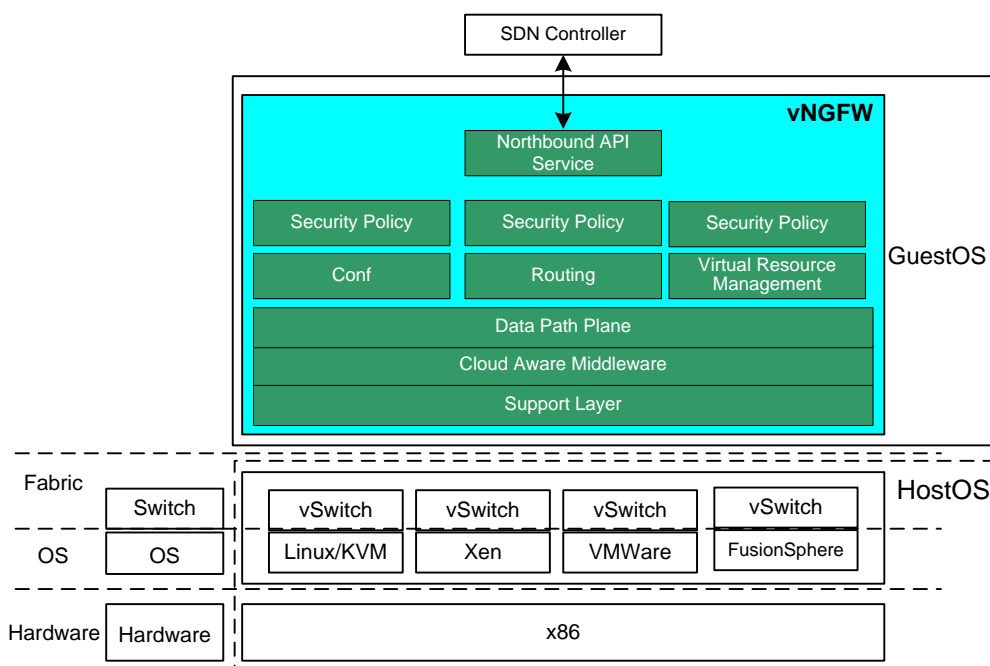 SDN Controller
vNGFW
Northbound API
Service
Security Policy
Security Policy
Security Policy
GuestOS
Conf
Routing
Virtual Resource
Management
Data Path Plane
Cloud Aware Middleware
Support Layer
Fabric
HostOS
Switch
vSwitch
vSwitch
vSwitch
vSwitch
OS
OS
Linux/KVM
Xen
VMWare
FusionSphere
Hardware
Hardware
x86